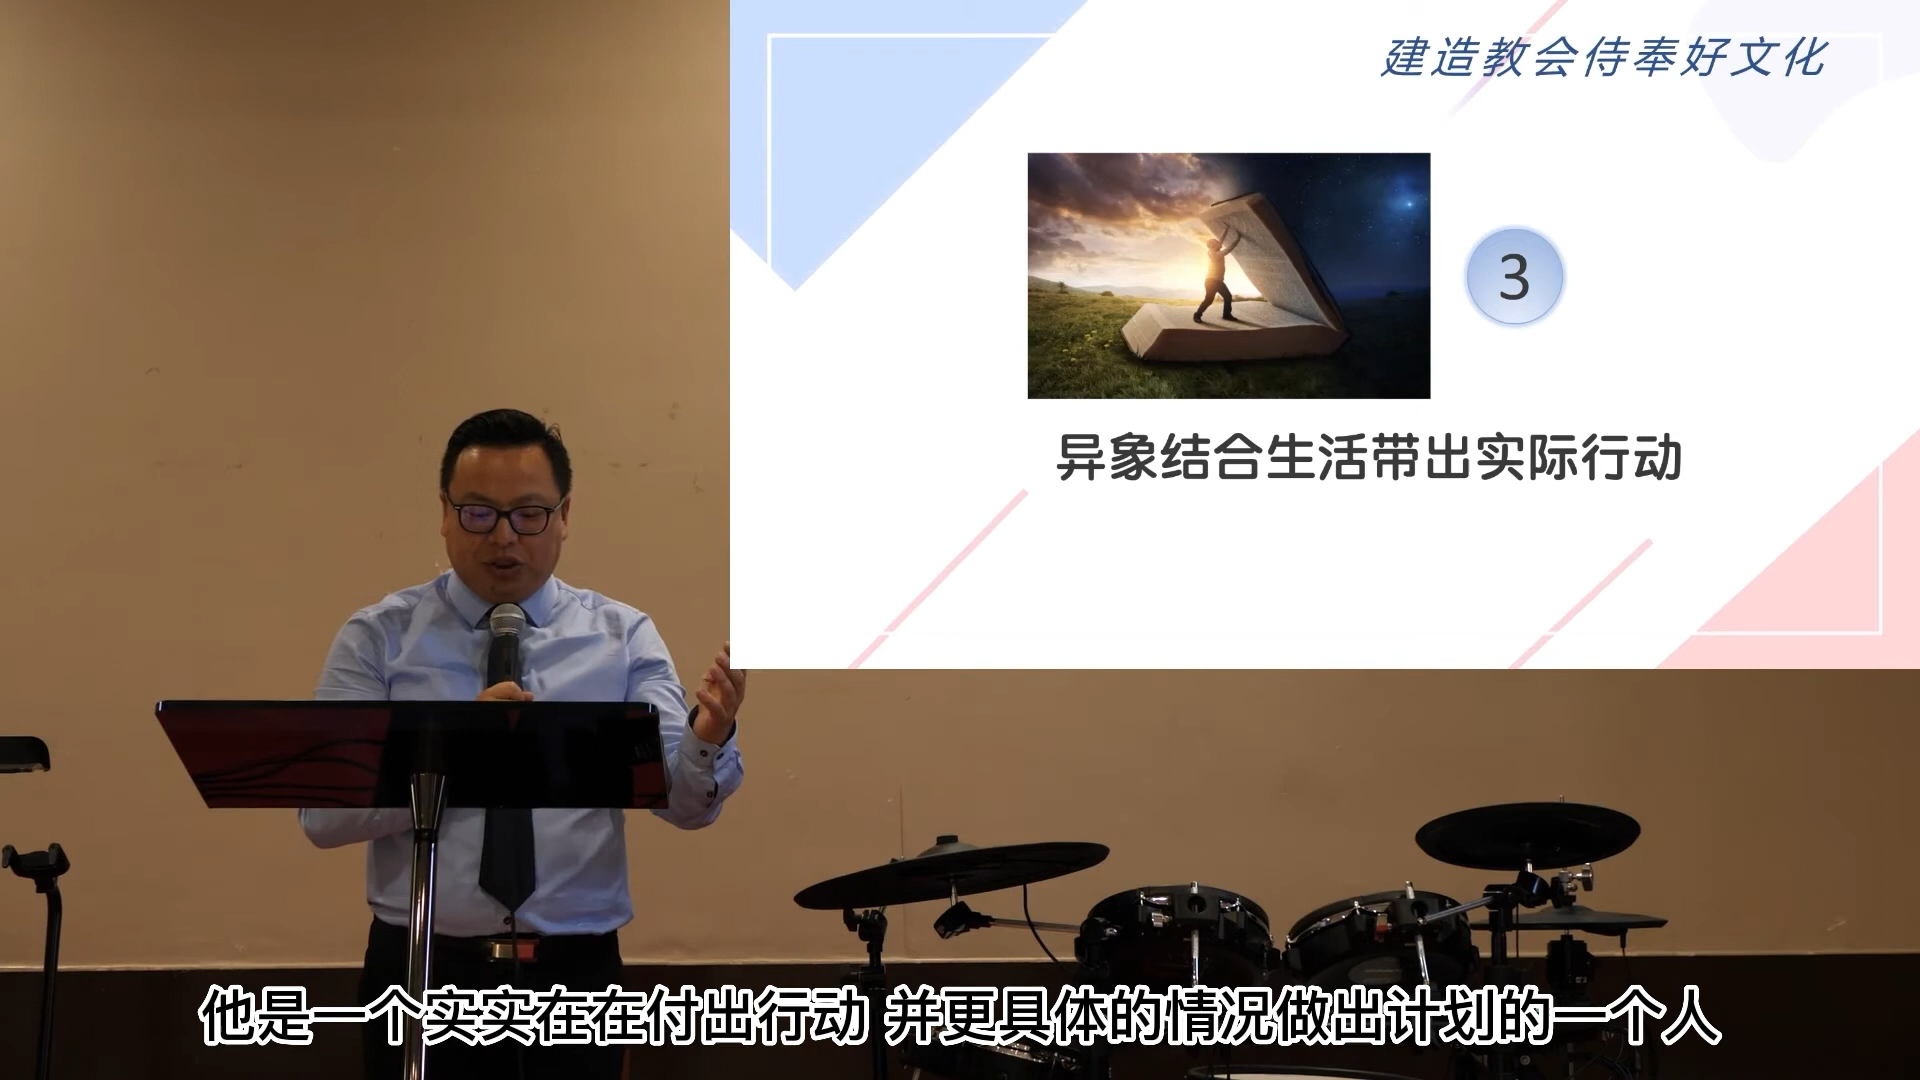 建造教会侍奉好文化
3
异象结合生活带出实际行动
他是一个实实在在付出行动 并更具体的情况做出计划的一个人